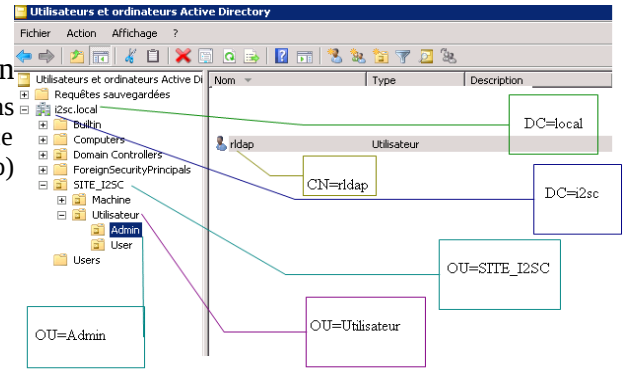 Utilisateurs et ordinateurs Active Directory
Fichier Action Affichage ?
Utilisateurs et ordinateurs Active Di
Requêtes sauvegardées
i2sc.local
Builtin
Computers
Domain Controllers
ForeignSecurityPrincipals
SITE_I2SC
Machine
Utilisateur
Admin
User
Users
Nom Type Description
rldap Utilisateur
DC=local
CN=rldap
DC=i2sc
OU=SITE_I2SC
OU=Utilisateur
OU=Admin